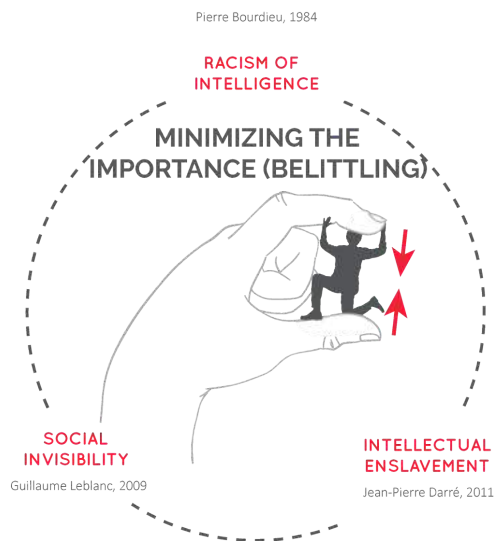 Pierre Bourdieu, 1984
RACISM OF
INTELLIGENCE
MINIMIZING THE
IMPORTANCE (BELITTLING)
SOCIAL
INVISIBILITY
Guillaume Leblanc, 2009
INTELLECTUAL
ENSLAVEMENT
Jean-Pierre Darré, 2011